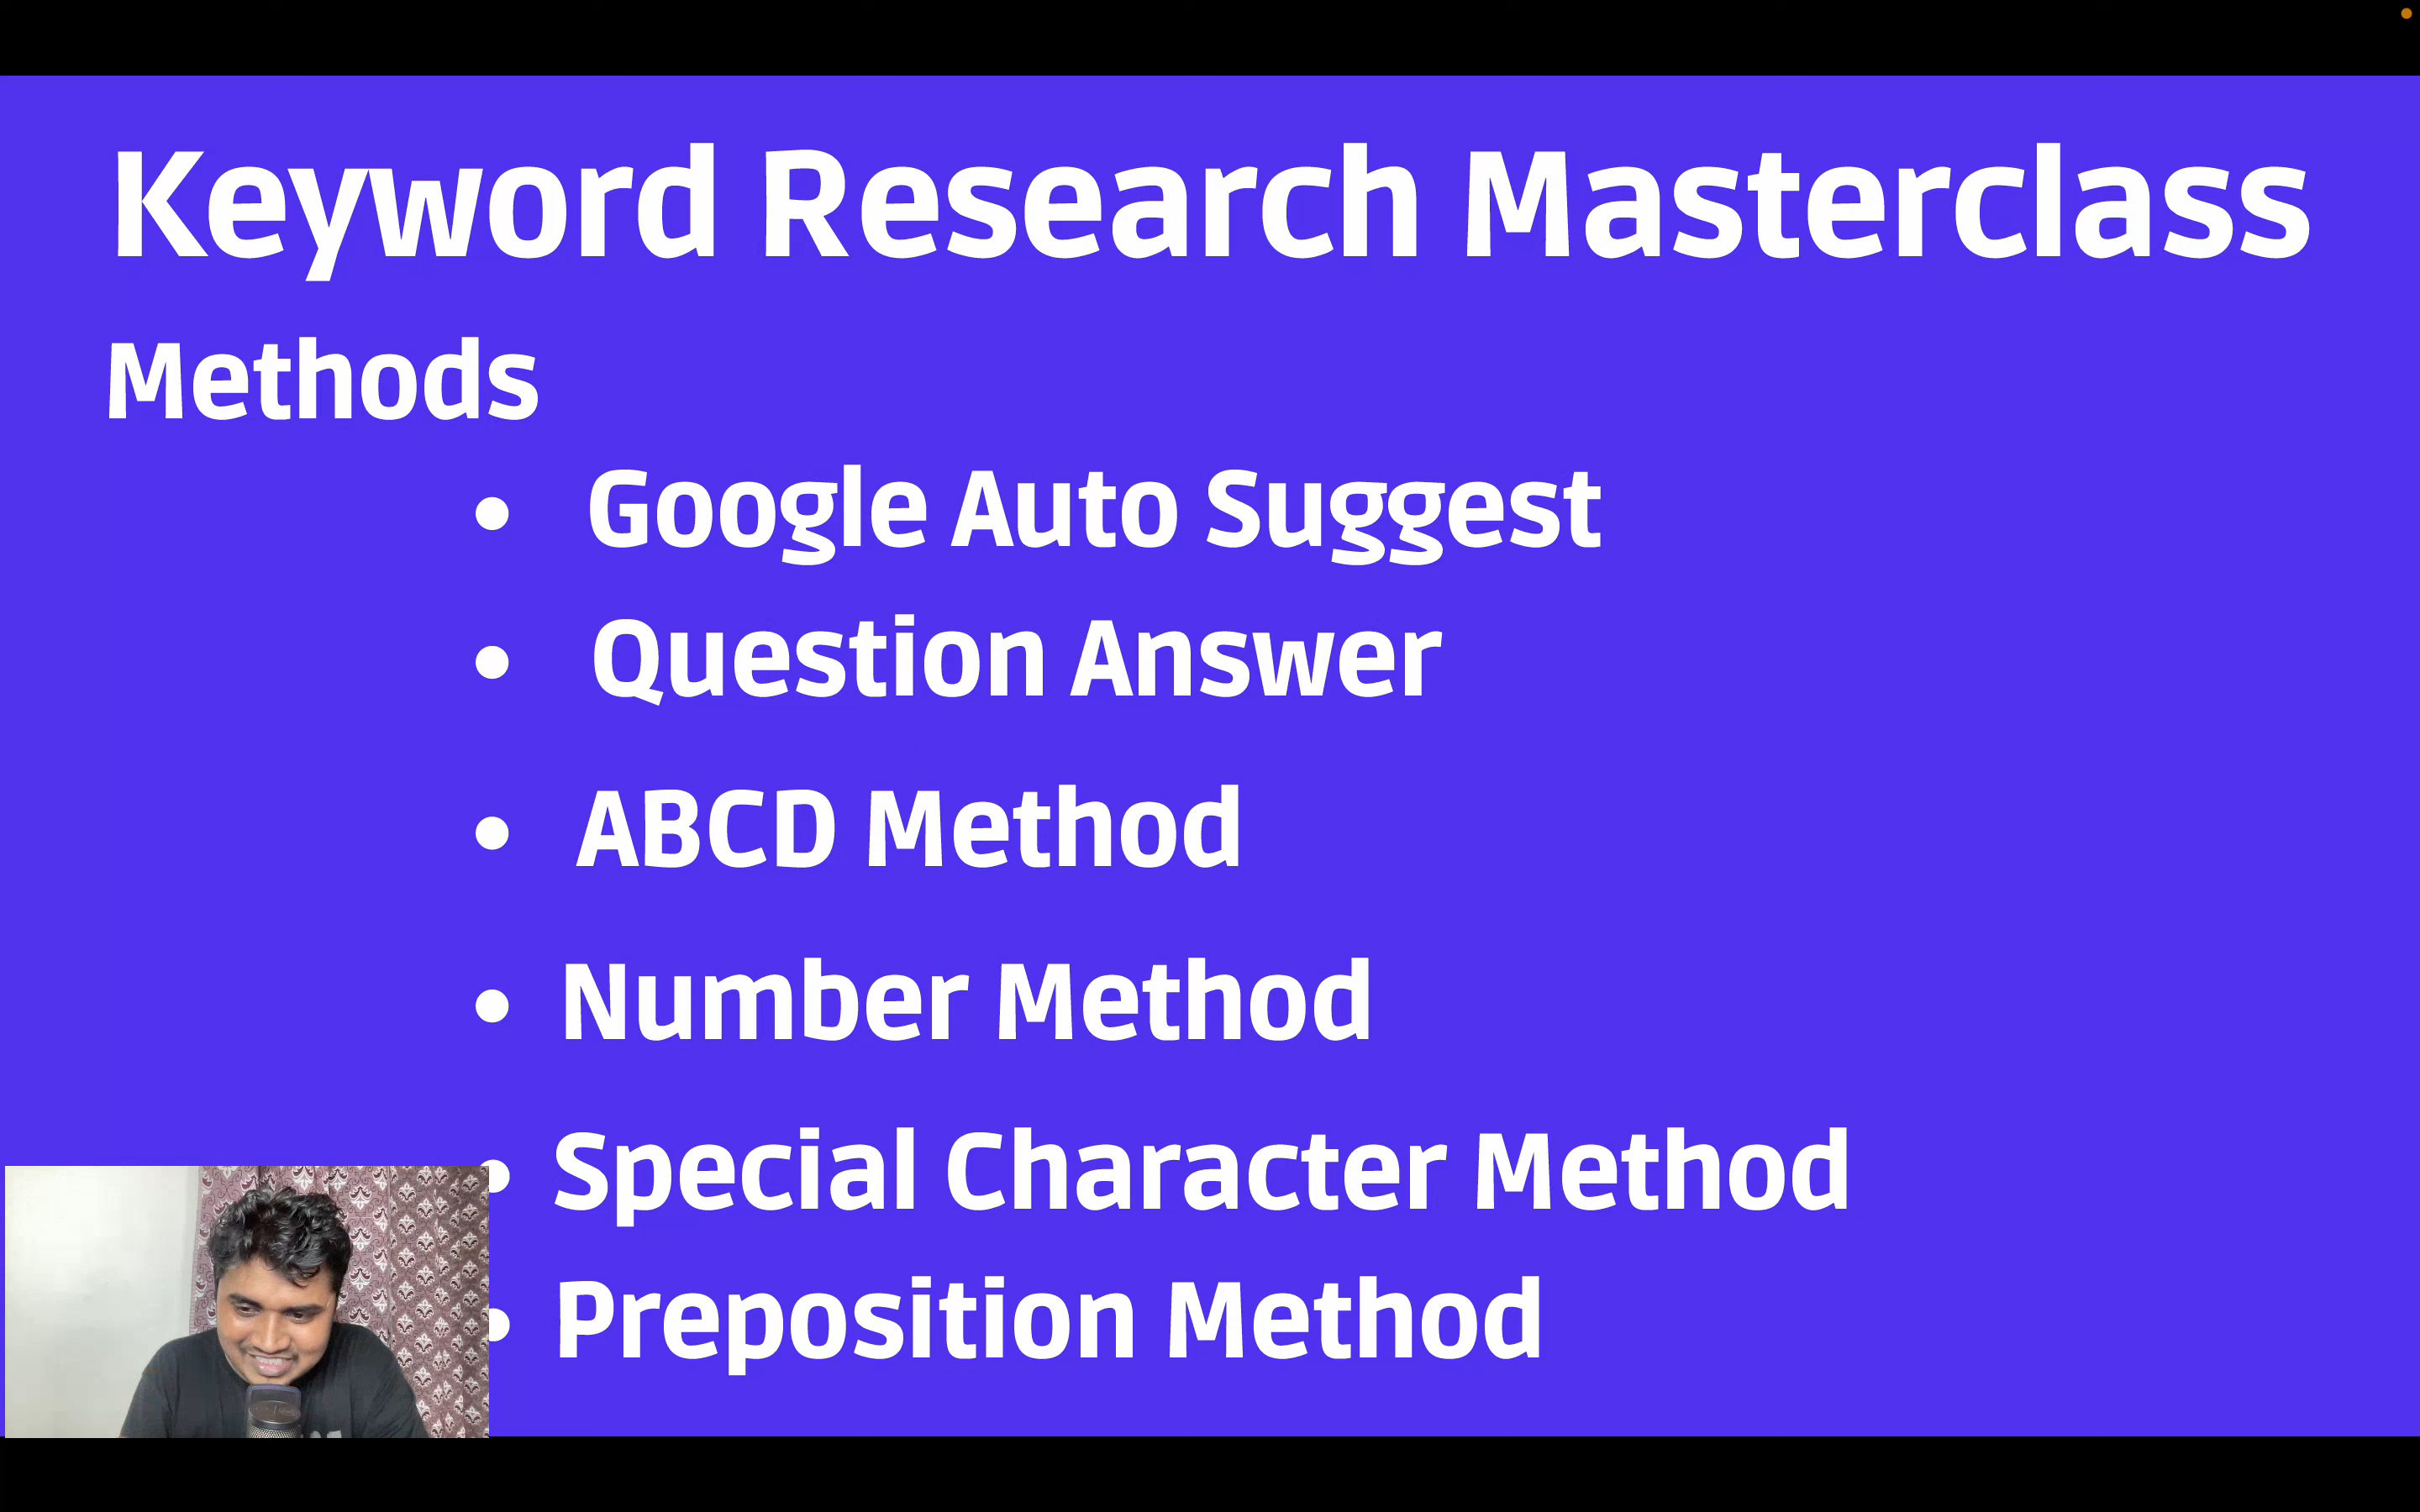 Keyword Research Masterclass
Methods
• Google Auto Suggest
• Question Answer
• ABCD Method
• Number Method
• Special Character Method
• Preposition Method